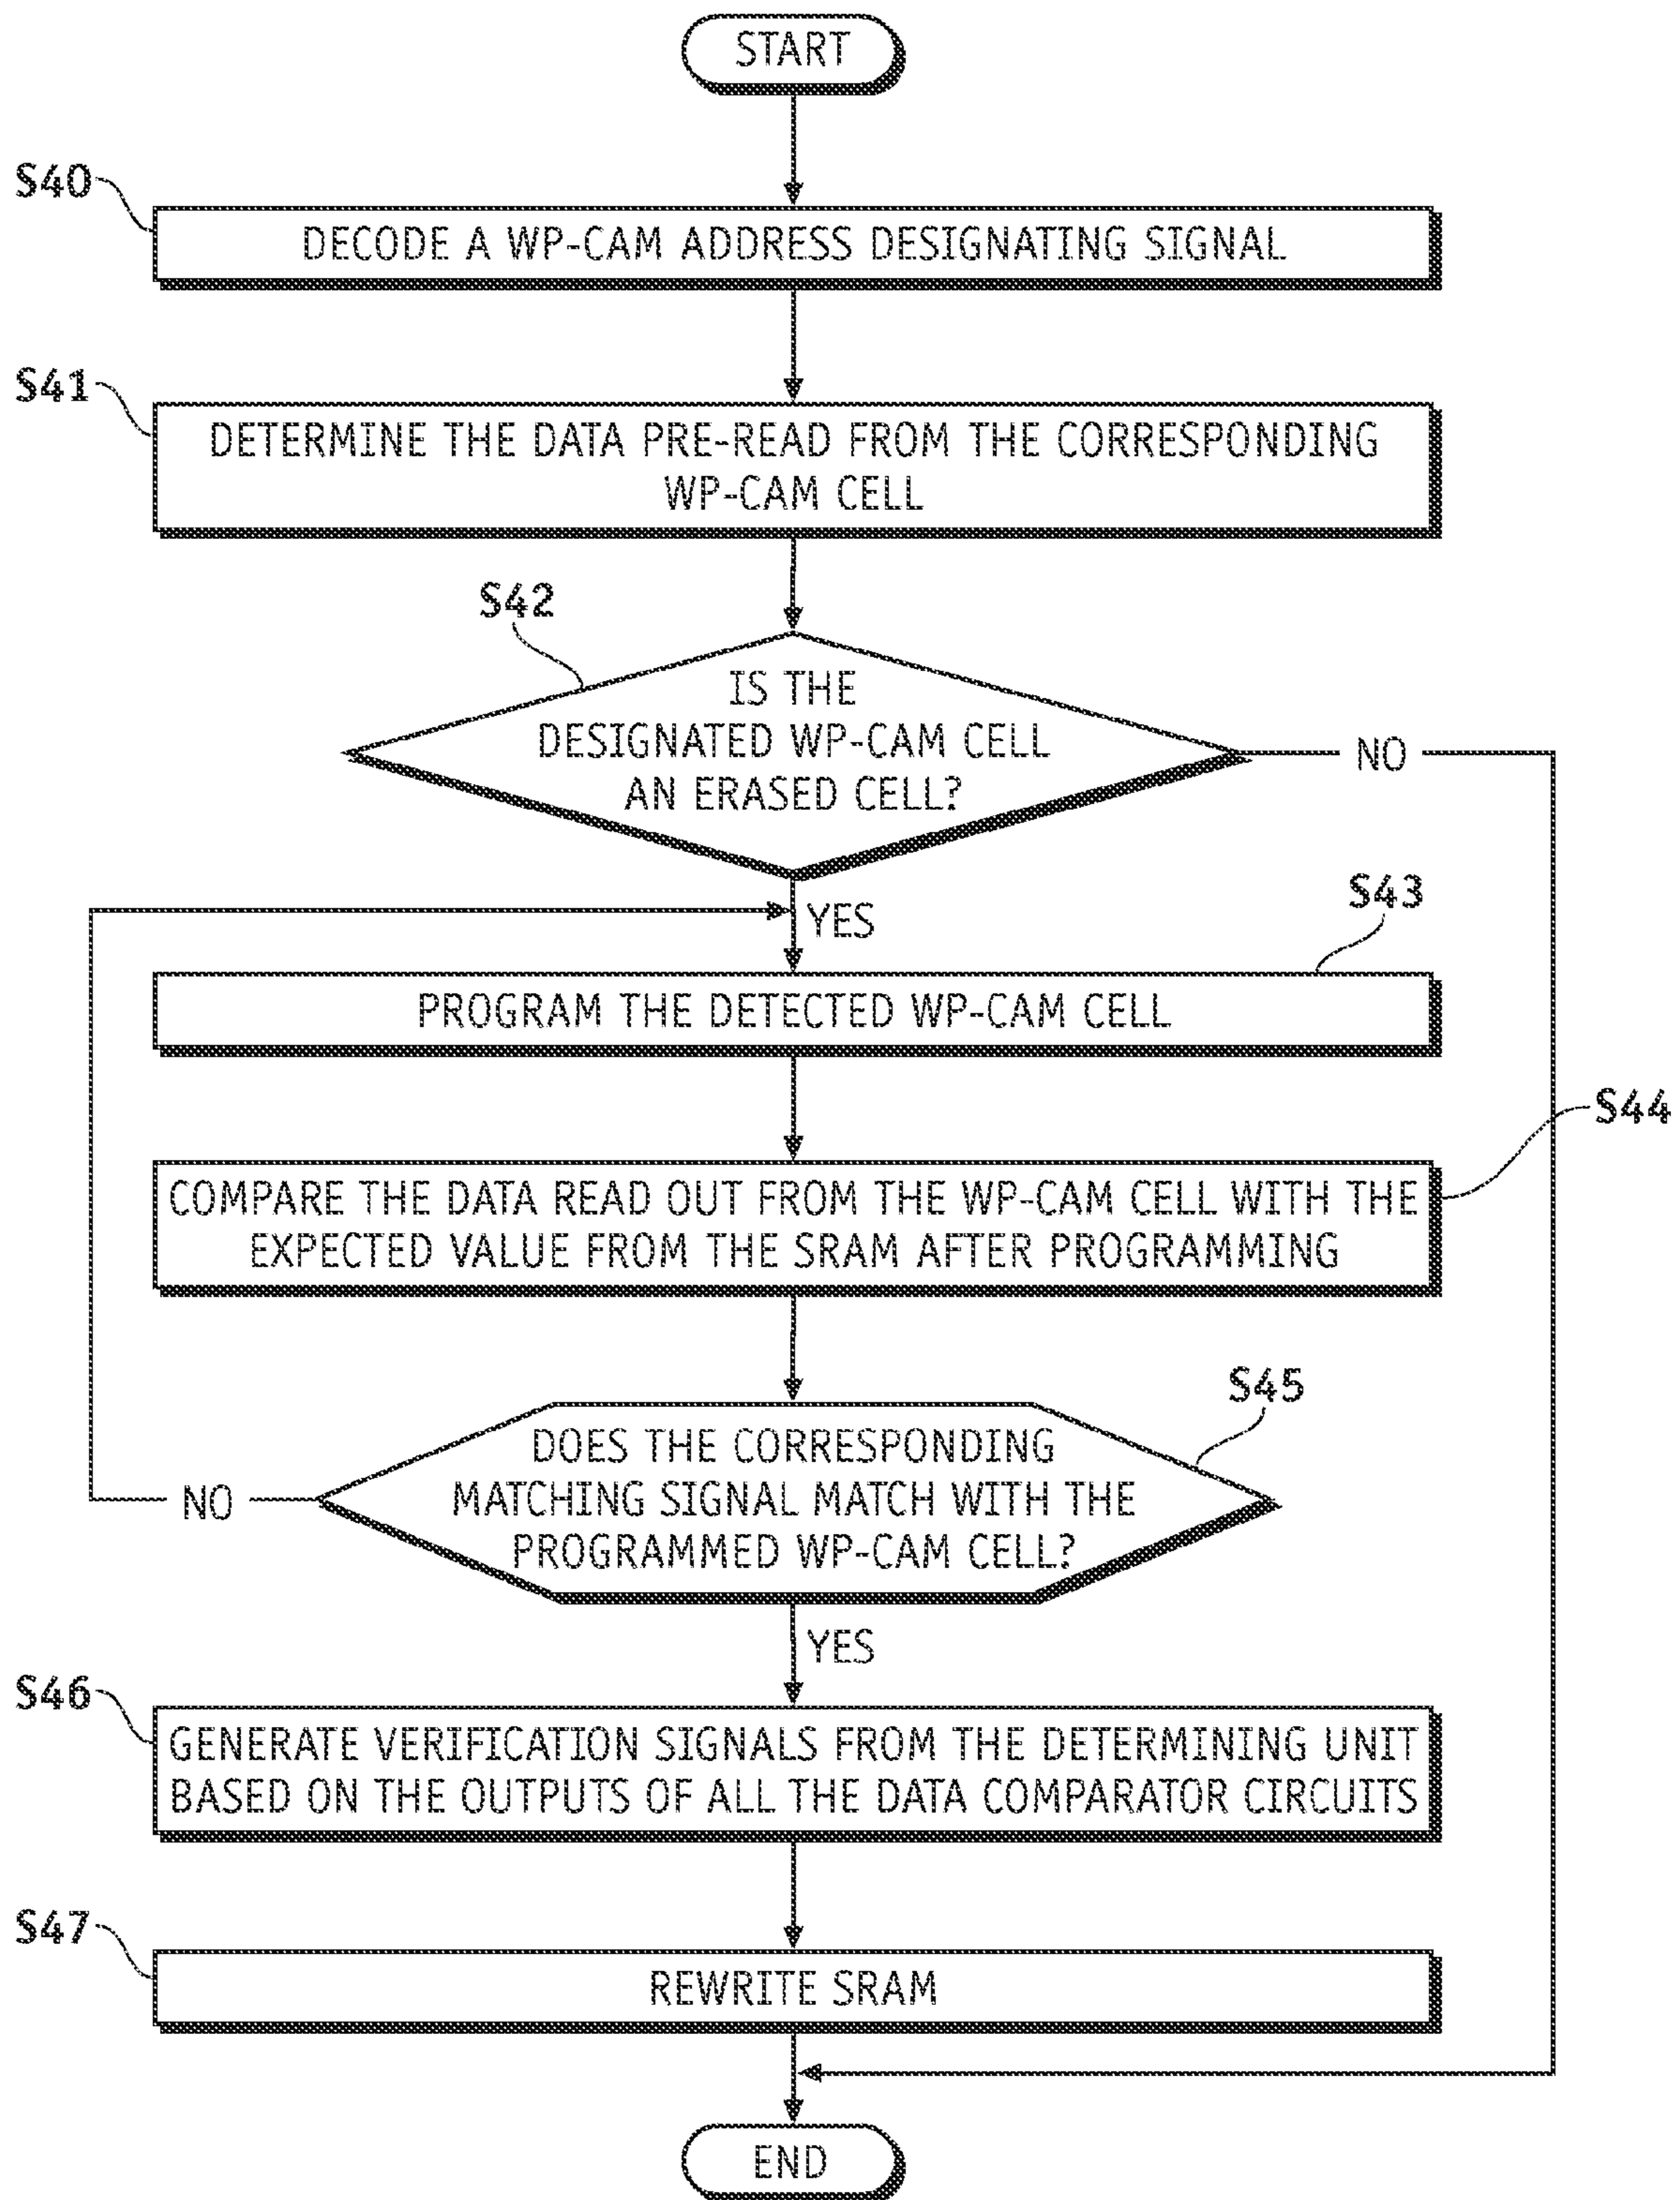 START
S40
DECODE A WP-CAM ADDRESS DESIGNATING SIGNAL
S41
DETERMINE THE DATA PRE-READ FROM THE CORRESPONDING
WP-CAM CELL
S42
IS THE
DESIGNATED WP-CAM CELL
AN ERASED CELL?
NO
YES
S43
PROGRAM THE DETECTED WP-CAM CELL
S44
COMPARE THE DATA READ OUT FROM THE WP-CAM CELL WITH THE
EXPECTED VALUE FROM THE SRAM AFTER PROGRAMMING
S45
DOES THE CORRESPONDING
MATCHING SIGNAL MATCH WITH THE
PROGRAMMED WP-CAM CELL?
NO
YES
S46
GENERATE VERIFICATION SIGNALS FROM THE DETERMINING UNIT
BASED ON THE OUTPUTS OF ALL THE DATA COMPARATOR CIRCUITS
S47
REWRITE SRAM
END